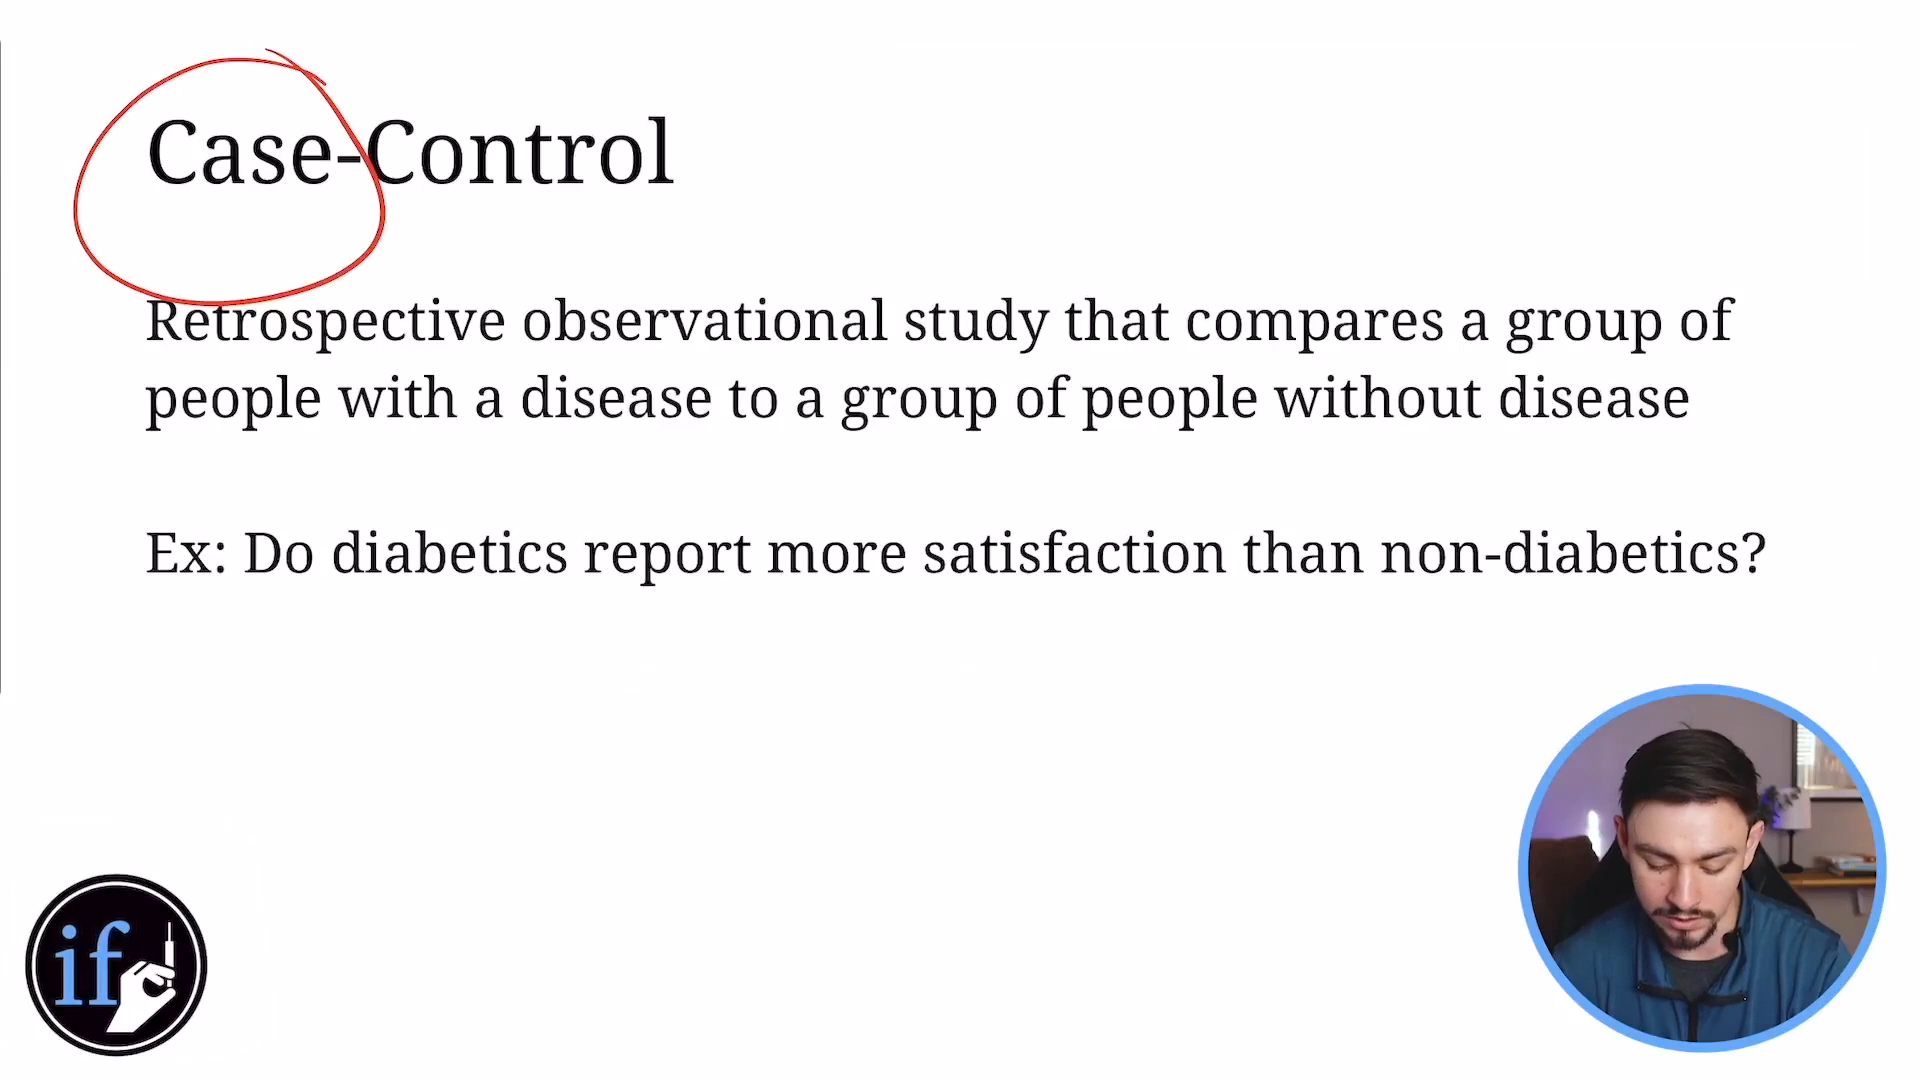 Case-Control
Retrospective observational study that compares a group of
people with a disease to a group of people without disease
Ex: Do diabetics report more satisfaction than non-diabetics?
if